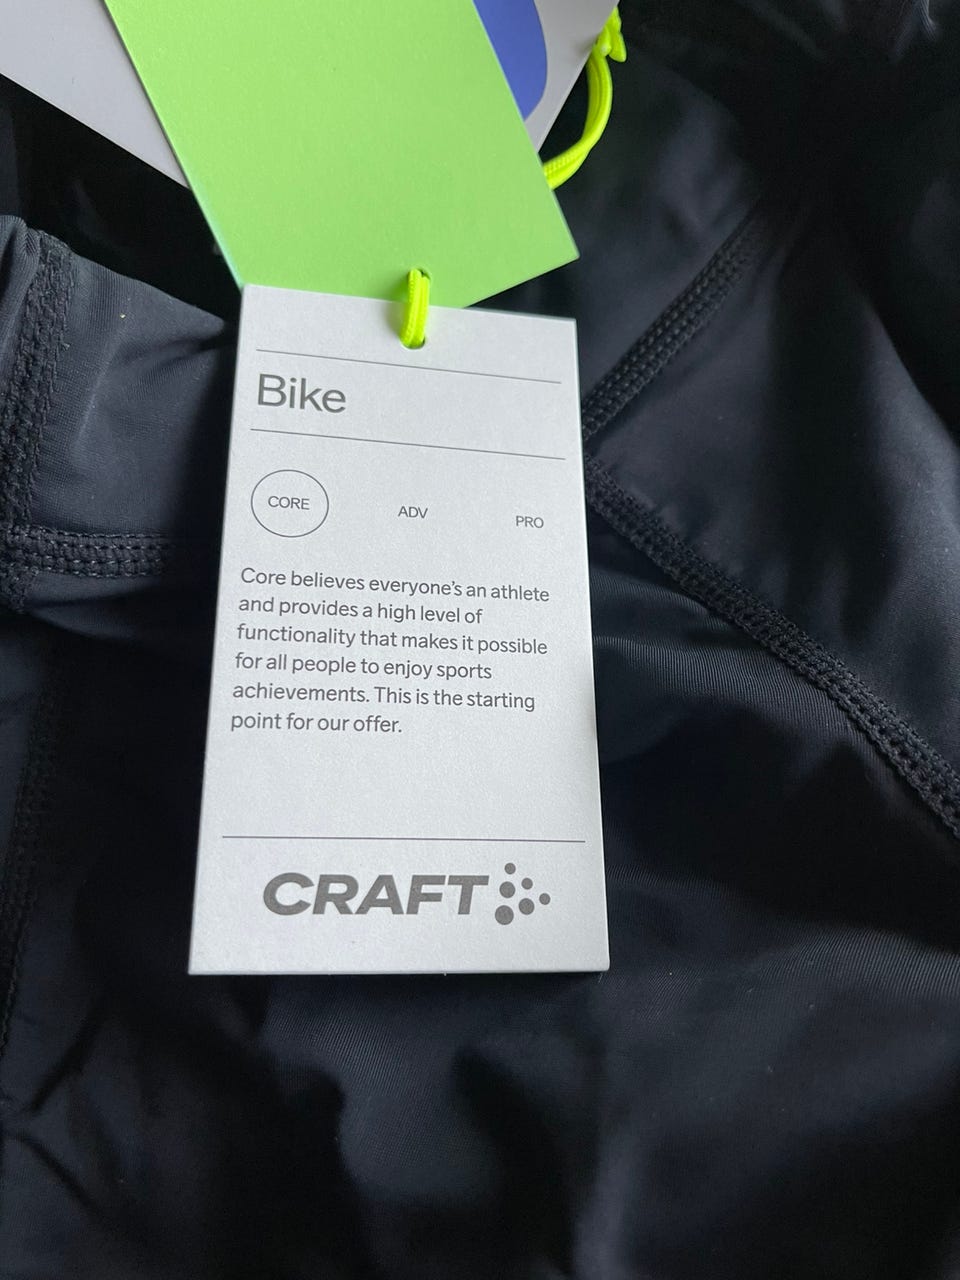 Bike
CORE ADV PRO
Core believes everyone's an athlete
and provides a high level of
functionality that makes it possible
for all people to enjoy sports
achievements. This is the starting
point for our offer.
CRAFT